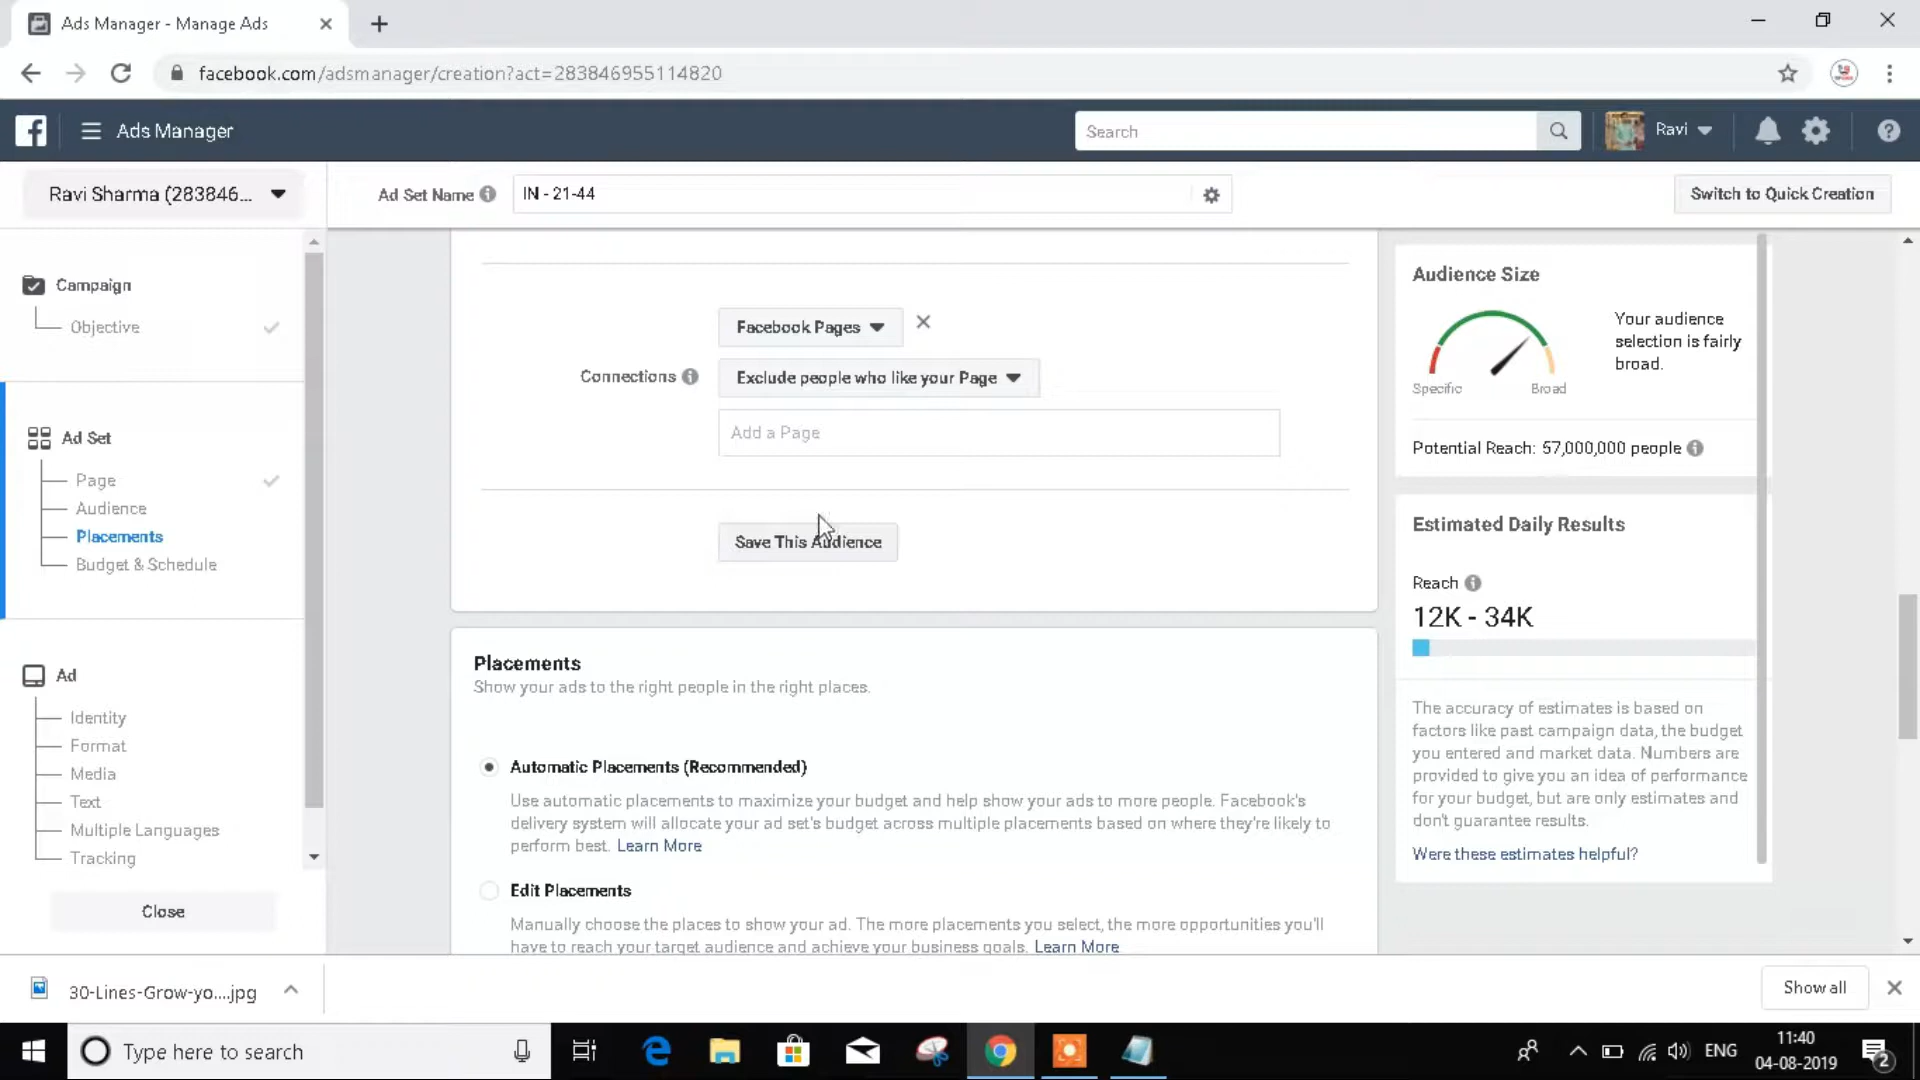 Ads Manager - Manage Ads
facebook.com/adsmanager/creation?act=283846955114820
Ads Manager
Search
Ravi
Ravi Sharma (283846...
Ad Set Name
IN - 21-44
Switch to Quick Creation
Campaign
Objective
Ad Set
Page
Audience
Placements
Budget & Schedule
Ad
Identity
Format
Media
Text
Multiple Languages
Tracking
Close
Facebook Pages
Connections
Exclude people who like your Page
Add a Page
Save This Audience
Placements
Show your ads to the right people in the right places.
Automatic Placements (Recommended)
Use automatic placements to maximize your budget and help show your ads to more people. Facebook's
delivery system will allocate your ad set's budget across multiple placements based on where they're likely to
perform best. Learn More
Edit Placements
Manually choose the places to show your ad. The more placements you select, the more opportunities you'll
have to reach your target audience and achieve your business goals. Learn More
Audience Size
Your audience
selection is fairly
broad.
Specific
Broad
Potential Reach: 57,000,000 people
Estimated Daily Results
Reach
12K - 34K
The accuracy of estimates is based on
factors like past campaign data, the budget
you entered and market data. Numbers are
provided to give you an idea of performance
for your budget, but are only estimates and
don't guarantee results.
Were these estimates helpful?
30-Lines-Grow-yo....jpg
Show all
Type here to search
ENG
11:40
04-08-2019
2